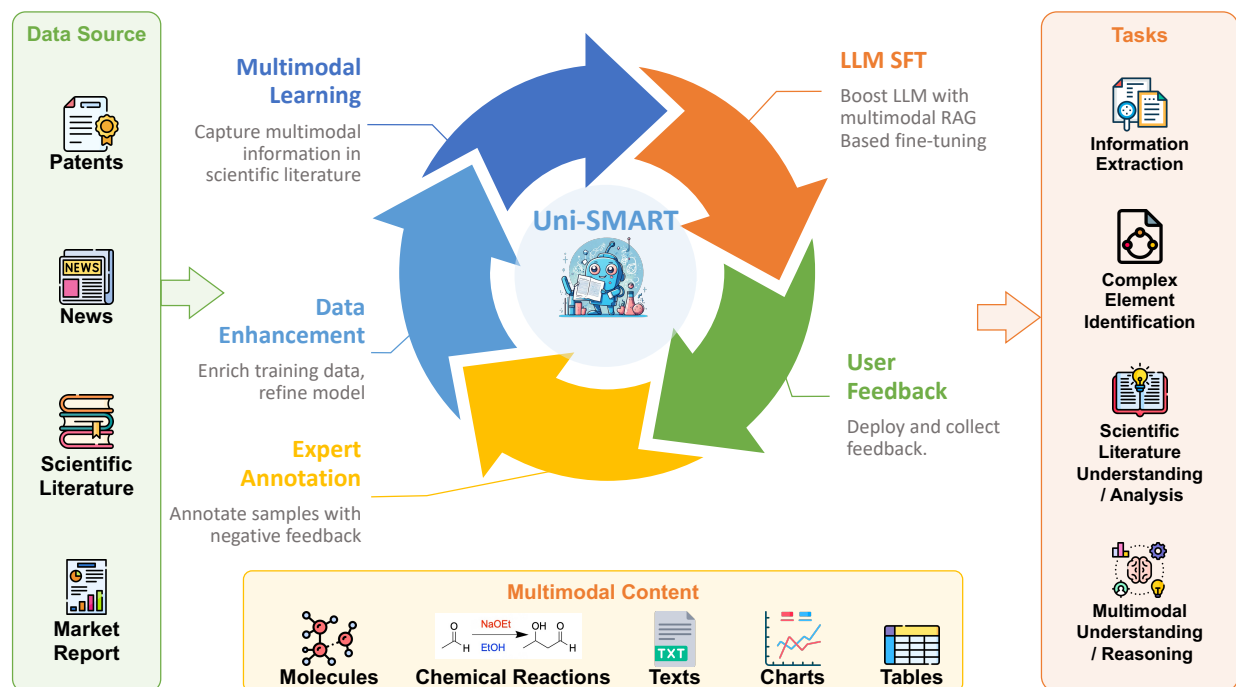 Data Source
Patents
NEWS
News
Scientific
Literature
Market
Report
Multimodal
Learning
Capture multimodal
information in
scientific literature
LLM SFT
Boost LLM with
multimodal RAG
Based fine-tuning
Uni-SMART
Data
Enhancement
Enrich training data,
refine model
User
Feedback
Deploy and collect
feedback.
Expert
Annotation
Annotate samples with
negative feedback
Multimodal Content
Molecules
O
H
NaOEt
EtOH
OH
O
H
Chemical Reactions
TXT
Texts
Charts
Tables
Tasks
Information
Extraction
Complex
Element
Identification
Scientific
Literature
Understanding
/ Analysis
Multimodal
Understanding
/ Reasoning